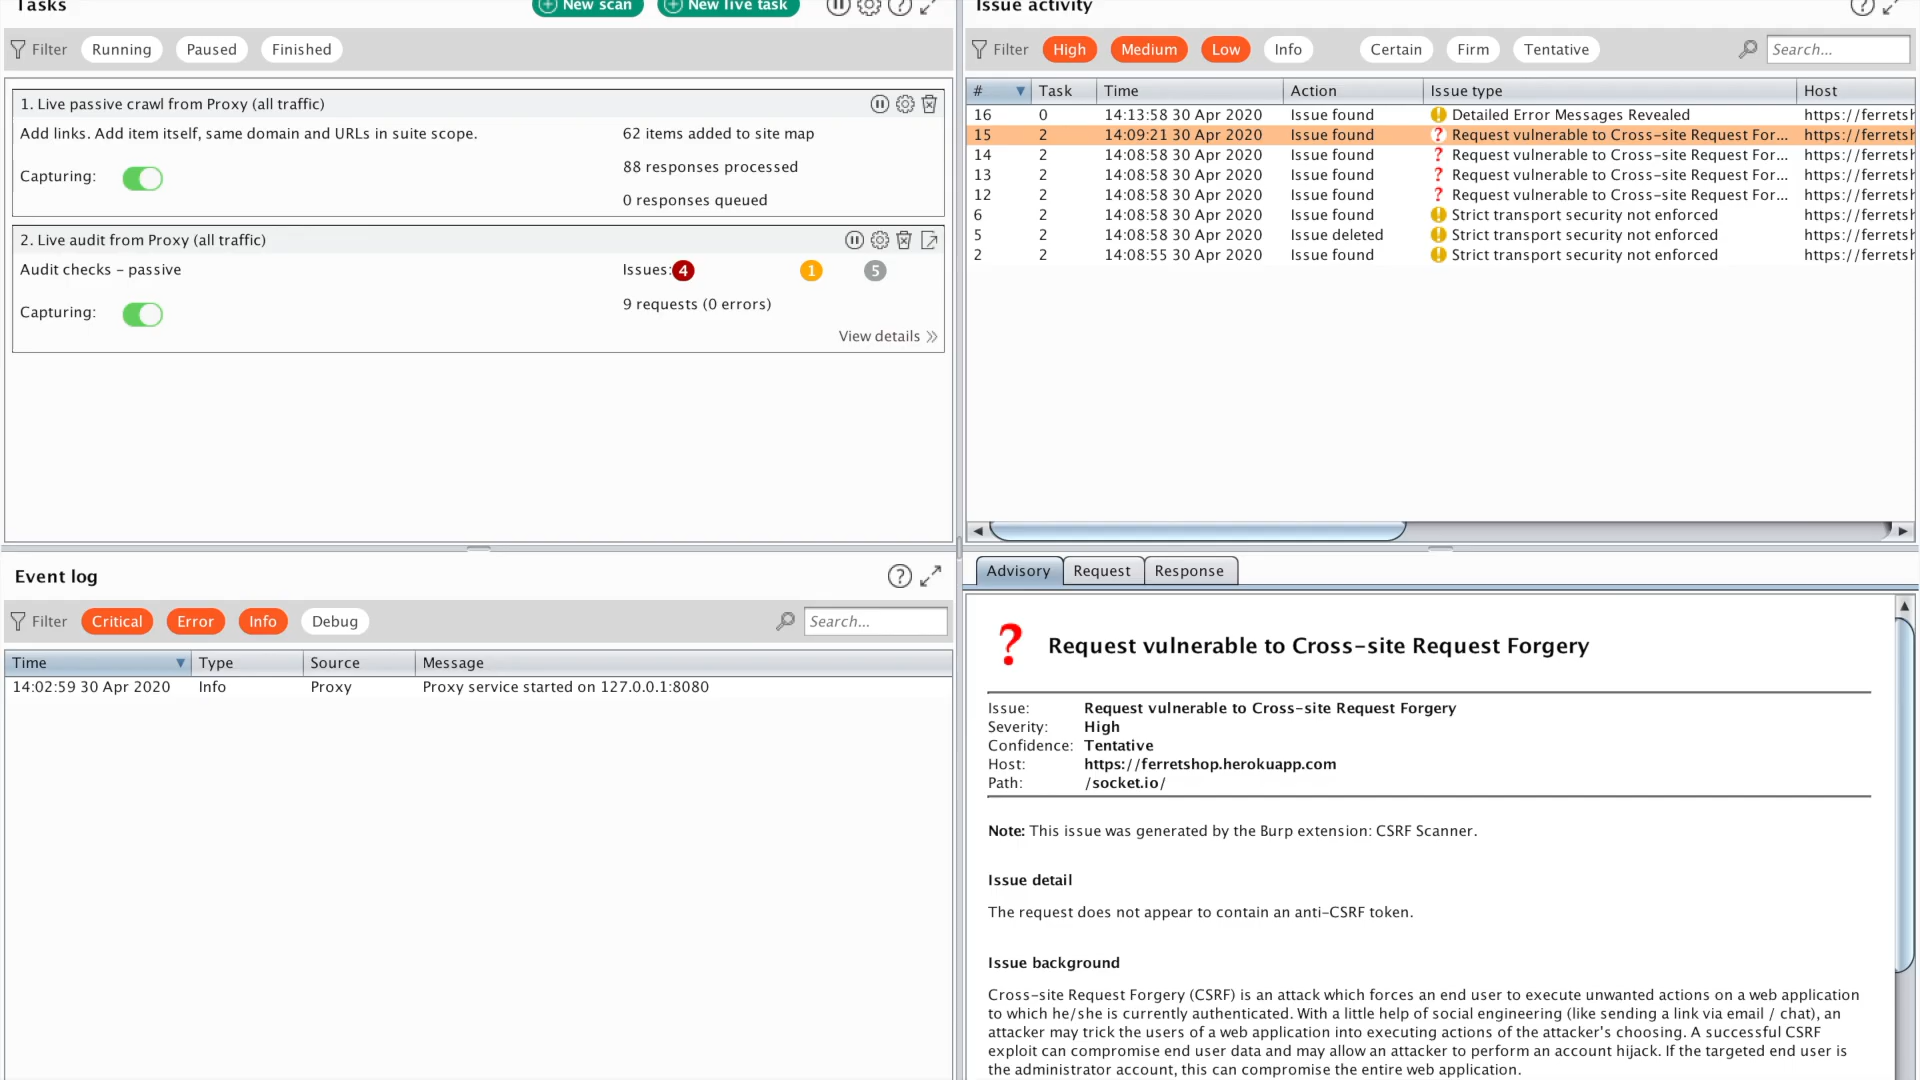 Tasks
New scan
New live task
Filter
Running
Paused
Finished
1. Live passive crawl from Proxy (all traffic)
Add links. Add item itself, same domain and URLs in suite scope.
62 items added to site map
88 responses processed
Capturing:
0 responses queued
2. Live audit from Proxy (all traffic)
Audit checks – passive
Issues: 4 1 5
9 requests (0 errors)
Capturing:
View details
Event log
Filter
Critical
Error
Info
Debug
Search...
Time Type Source Message
14:02:59 30 Apr 2020 Info Proxy Proxy service started on 127.0.0.1:8080
Issue activity
Filter
High
Medium
Low
Info
Certain
Firm
Tentative
Search...
# Task Time Action Issue type Host
16 0 14:13:58 30 Apr 2020 Issue found Detailed Error Messages Revealed https://ferretsh
15 2 14:09:21 30 Apr 2020 Issue found ? Request vulnerable to Cross-site Request For... https://ferretsh
14 2 14:08:58 30 Apr 2020 Issue found ? Request vulnerable to Cross-site Request For... https://ferretsh
13 2 14:08:58 30 Apr 2020 Issue found ? Request vulnerable to Cross-site Request For... https://ferretsh
12 2 14:08:58 30 Apr 2020 Issue found ? Request vulnerable to Cross-site Request For... https://ferretsh
6 2 14:08:58 30 Apr 2020 Issue found Strict transport security not enforced https://ferretsh
5 2 14:08:58 30 Apr 2020 Issue deleted Strict transport security not enforced https://ferretsh
2 2 14:08:55 30 Apr 2020 Issue found Strict transport security not enforced https://ferretsh
Advisory
Request
Response
? Request vulnerable to Cross-site Request Forgery
Issue: Request vulnerable to Cross-site Request Forgery
Severity: High
Confidence: Tentative
Host: https://ferretshop.herokuapp.com
Path: /socket.io/
Note: This issue was generated by the Burp extension: CSRF Scanner.
Issue detail
The request does not appear to contain an anti-CSRF token.
Issue background
Cross-site Request Forgery (CSRF) is an attack which forces an end user to execute unwanted actions on a web application
to which he/she is currently authenticated. With a little help of social engineering (like sending a link via email / chat), an
attacker may trick the users of a web application into executing actions of the attacker's choosing. A successful CSRF
exploit can compromise end user data and may allow an attacker to perform an account hijack. If the targeted end user is
the administrator account, this can compromise the entire web application.